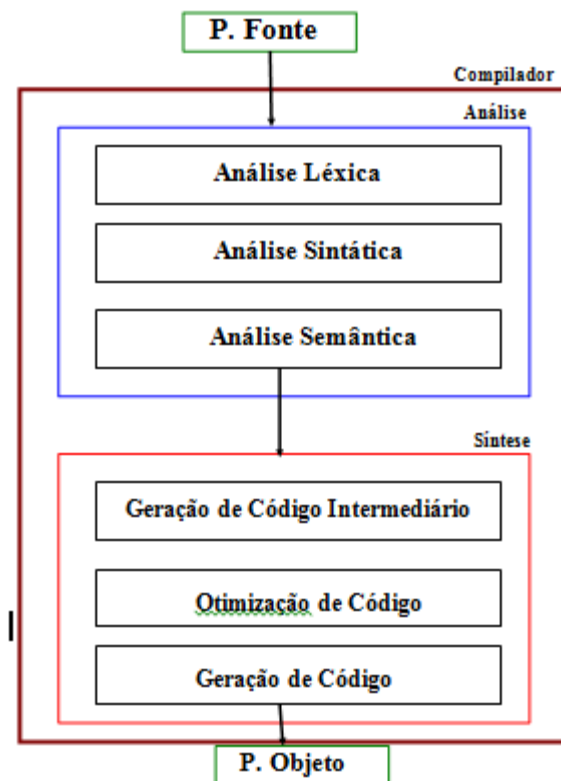 P. Fonte
Compilador
Análise
Análise Léxica
Análise Sintática
Análise Semântica
Síntese
Geração de Código Intermediário
Otimização de Código
Geração de Código
P. Objeto